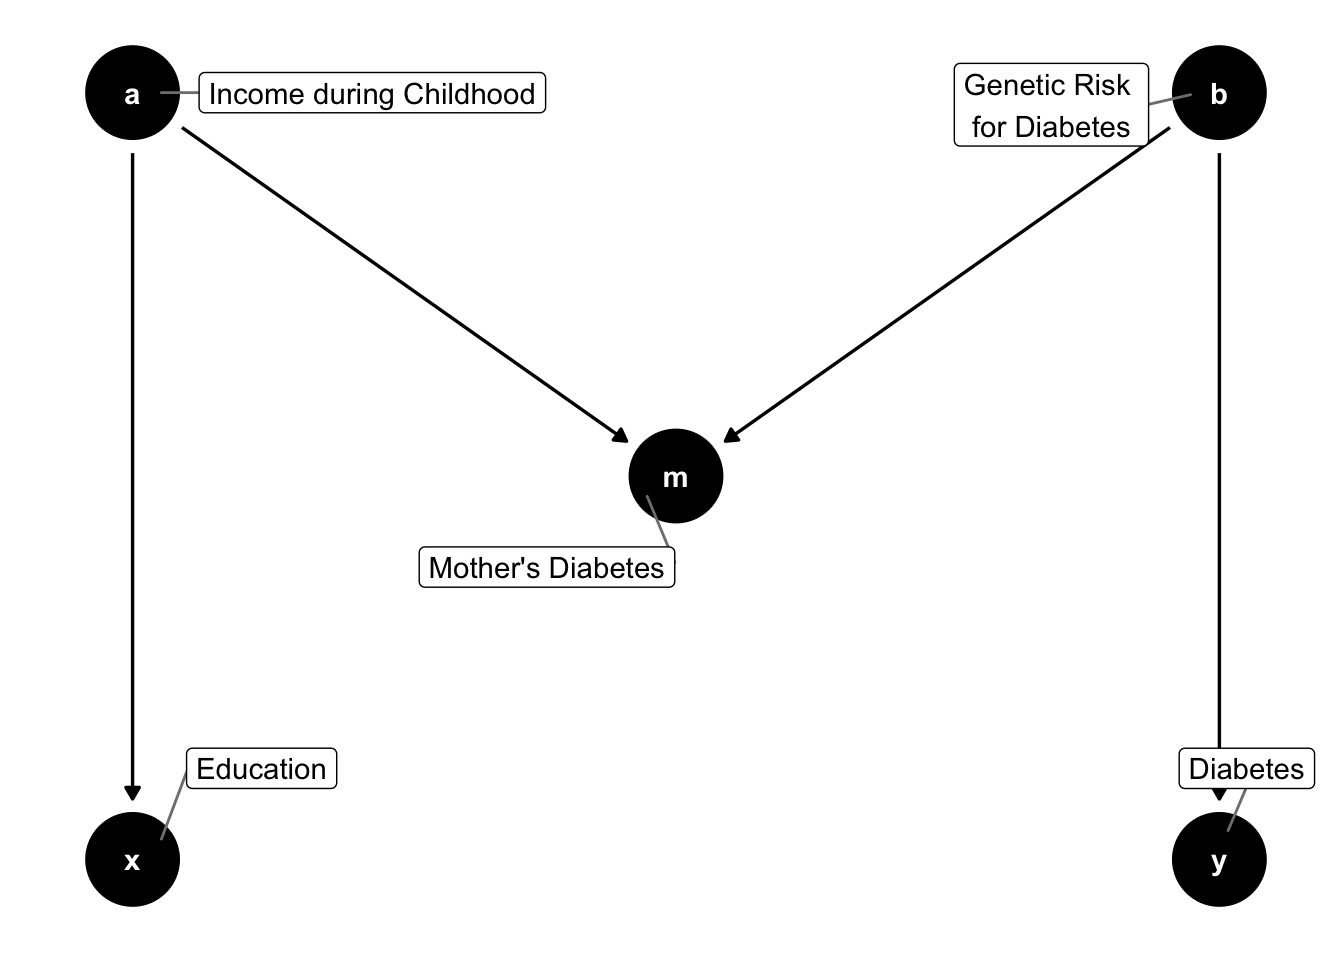 a
Income during Childhood
Genetic Risk
for Diabetes
b
m
Mother's Diabetes
Education
Diabetes
x
y